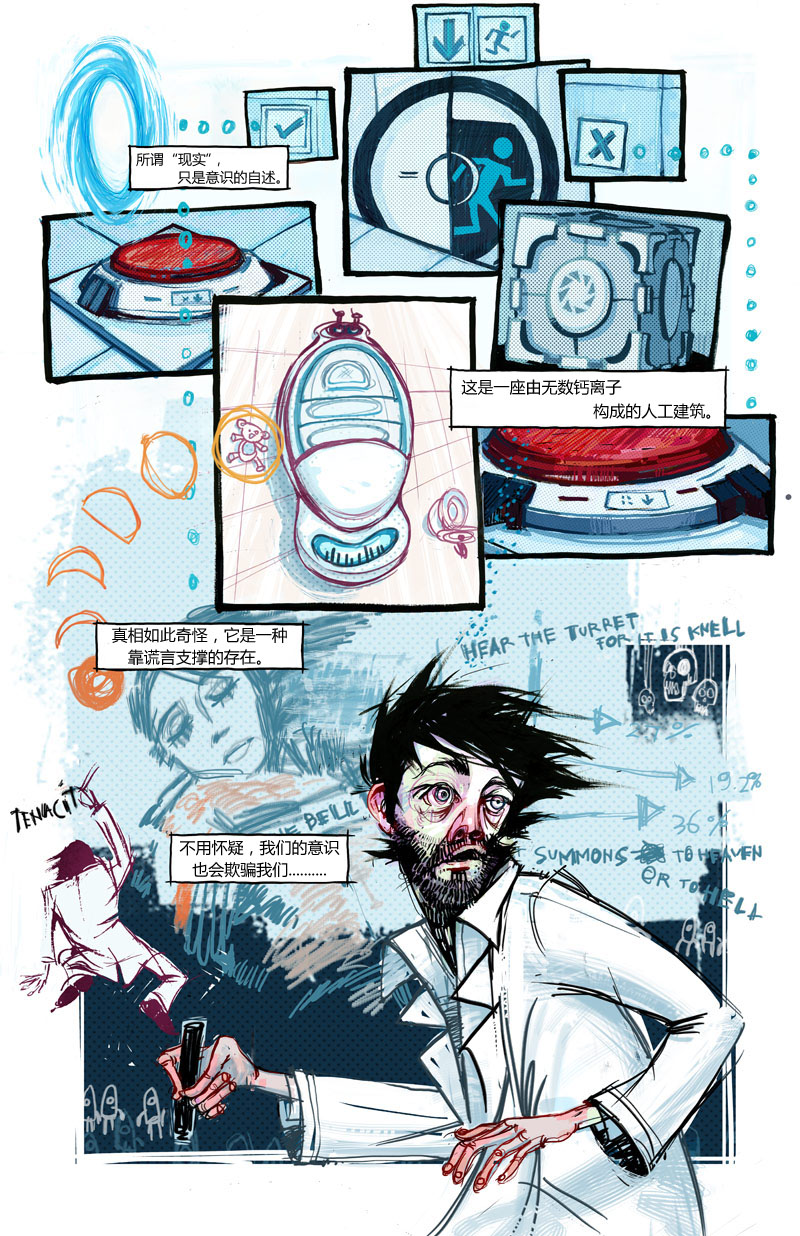 所谓“现实”,
只是意识的自述。
这是一座由无数钙离子
构成的人工建筑。
真相如此奇怪，它是一种
靠谎言支撑的存在。
HEAR THE TURRET
FOR IT IS KNELL
19.2%
36%
SUMMONS TO HEAVEN
OR TO HELL
BELL
不用怀疑，我们的意识
也会欺骗我们..........